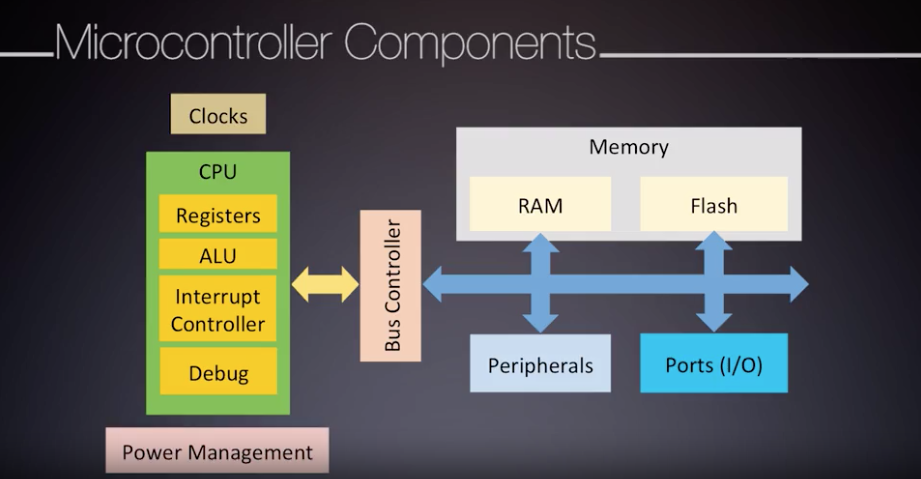 Microcontroller Components
Clocks
CPU
Registers
ALU
Interrupt
Controller
Debug
Power Management
Bus Controller
Memory
RAM
Flash
Peripherals
Ports (I/O)